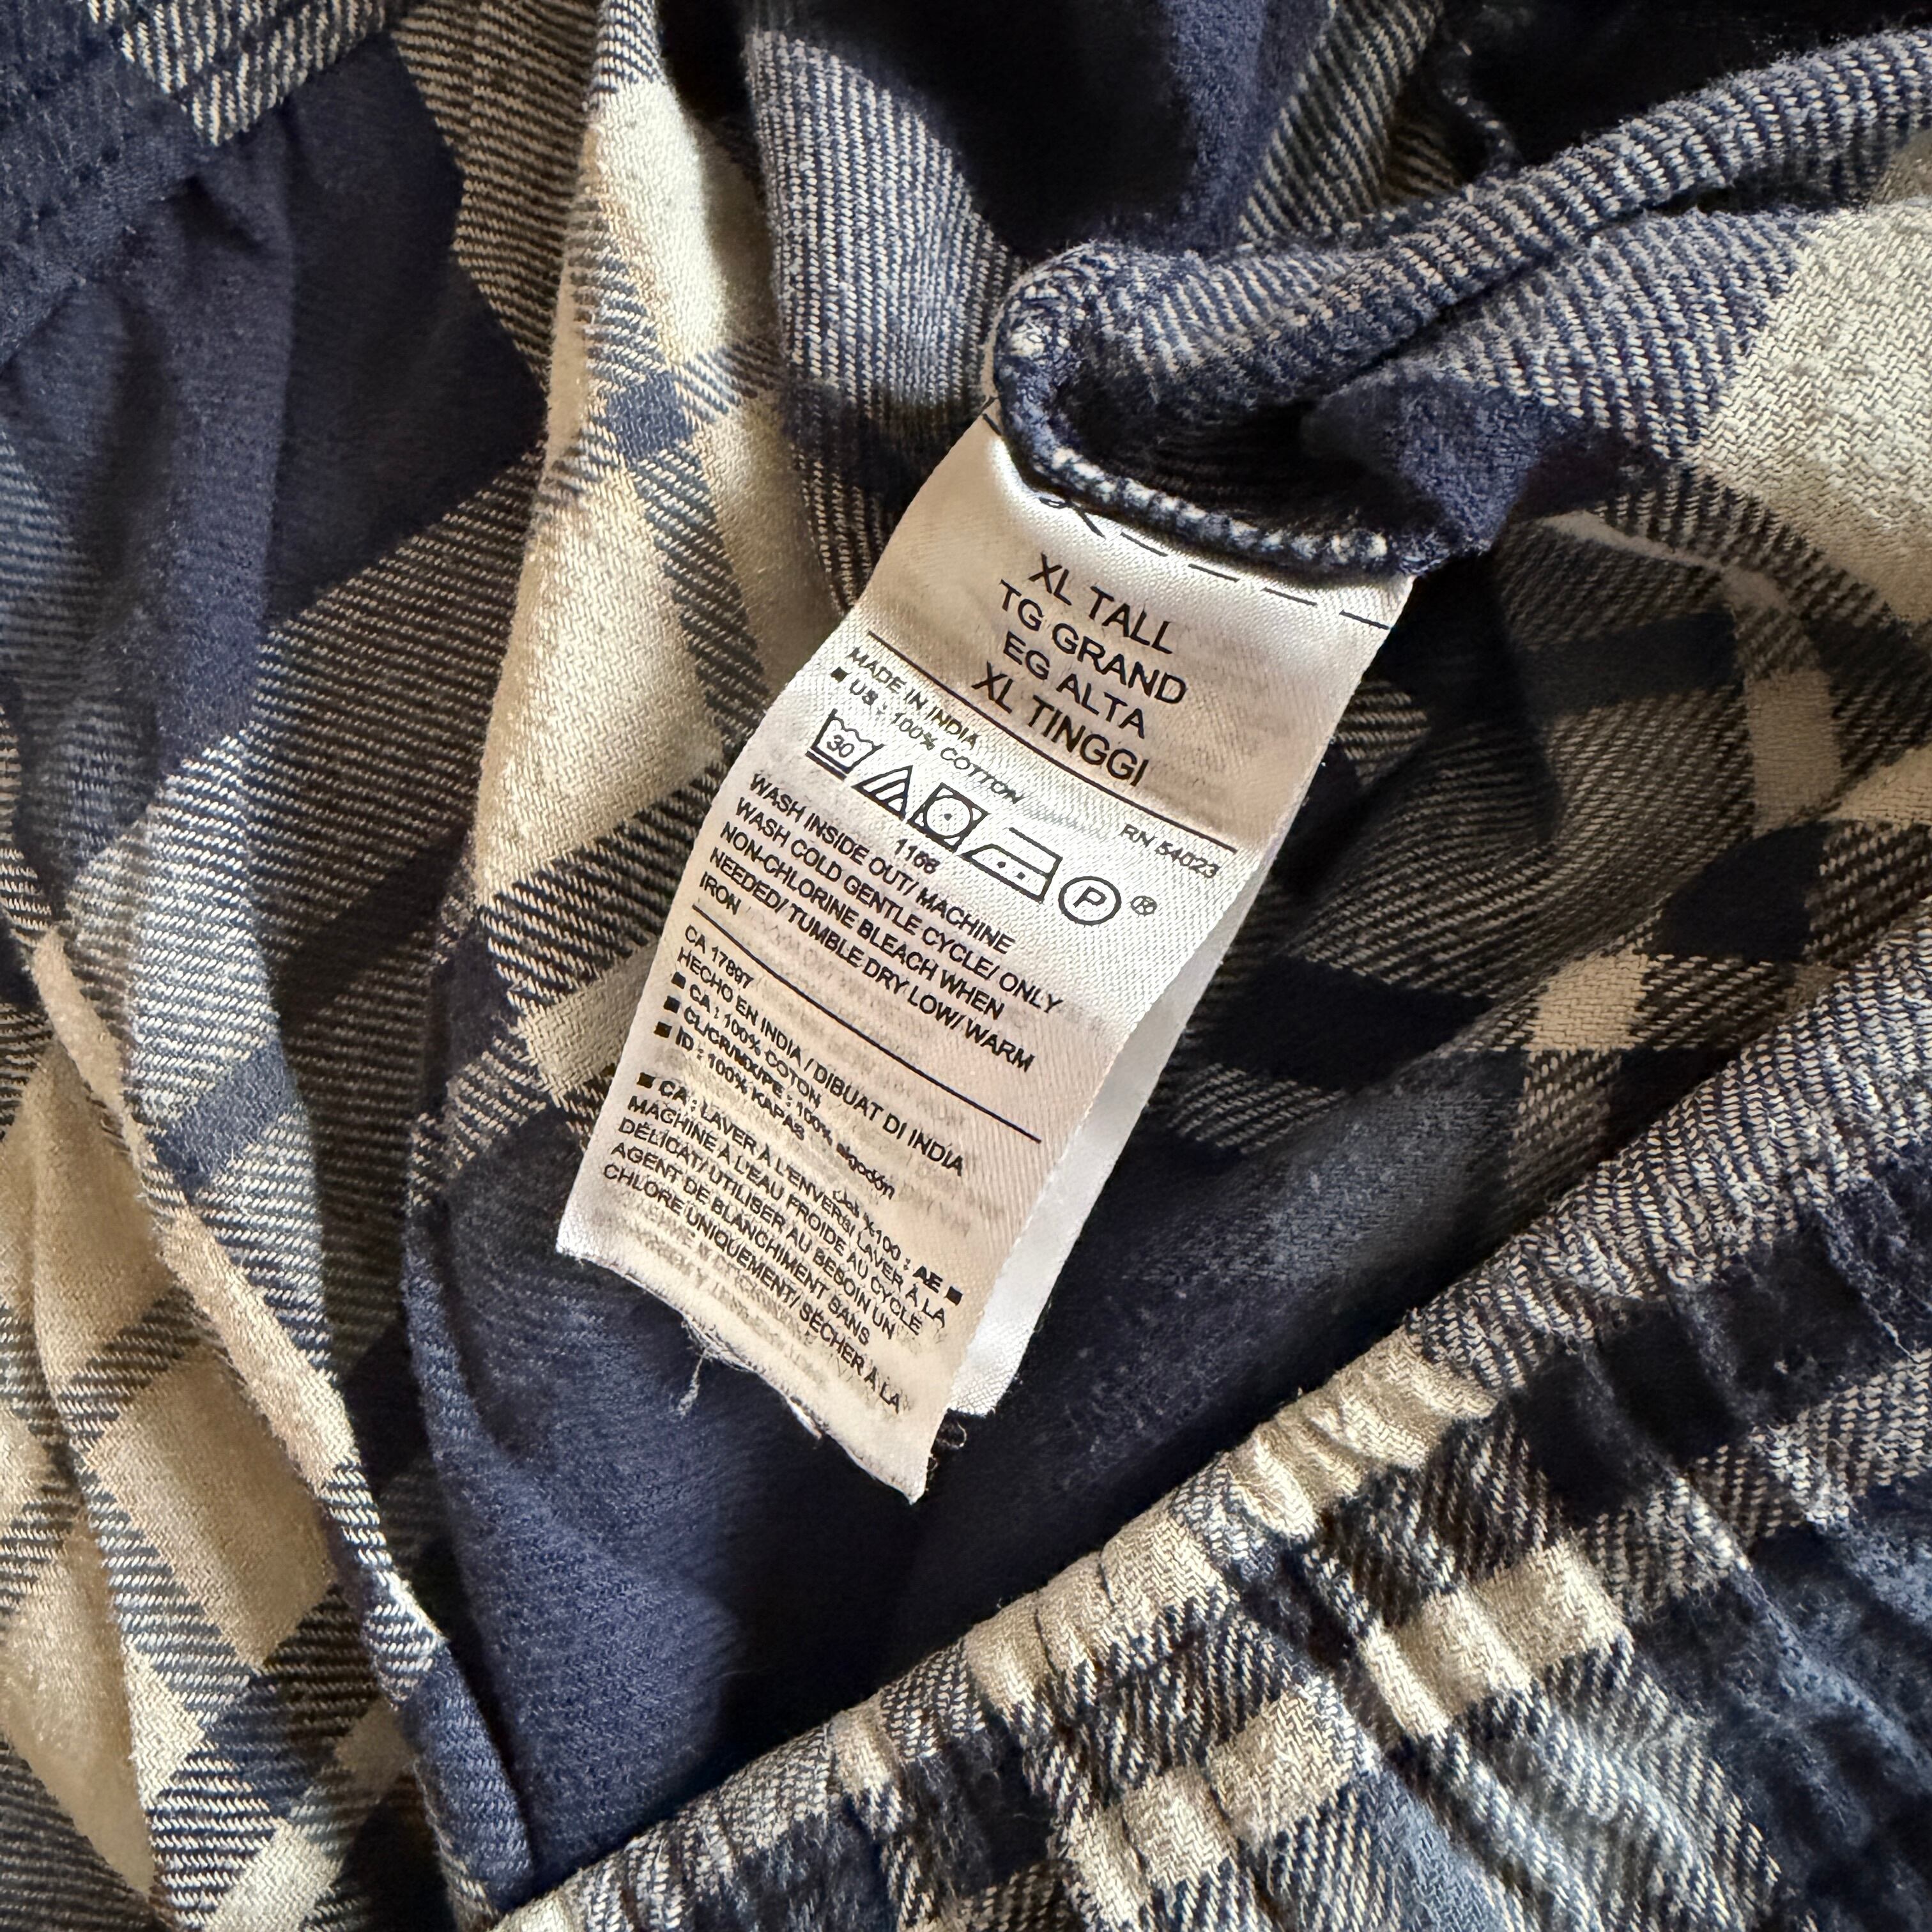 XL TALL
TG GRAND
EG ALTA
XL TINGGI
MADE IN INDIA RN 54023
■ US : 100% COTTON
30
1168
P ®
WASH INSIDE OUT/ MACHINE
WASH COLD GENTLE CYCLE/ ONLY
NON-CHLORINE BLEACH WHEN
NEEDED/ TUMBLE DRY LOW/ WARM
IRON
CA 17897
HECHO EN INDIA / DIBUAT DI INDIA
■ CA : 100% COTON
■ CL/CR/MX/PE : 100% algodón
■ ID : 100% KAPAS
%100 : AE ■
■ CA : LAVER À L'ENVERS/ LAVER À LA
MACHINE À L'EAU FROIDE AU CYCLE
DÉLICAT/ UTILISER AU BESOIN UN
AGENT DE BLANCHIMENT SANS
CHLORE UNIQUEMENT/ SÉCHER À LA